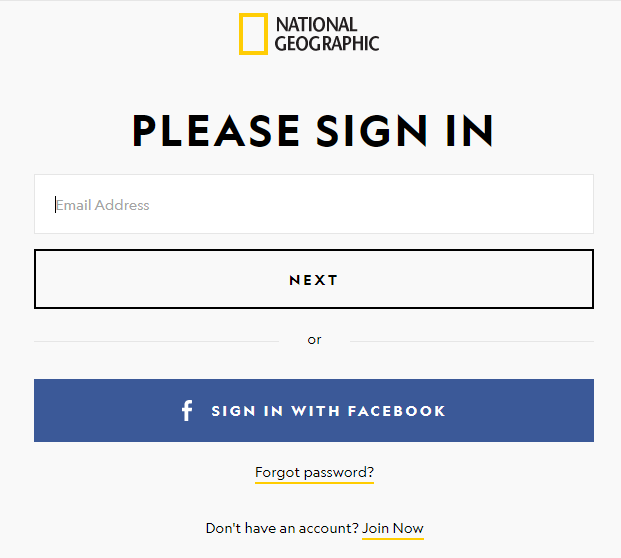 NATIONAL
GEOGRAPHIC
PLEASE SIGN IN
Email Address
NEXT
or
f SIGN IN WITH FACEBOOK
Forgot password?
Don't have an account? Join Now